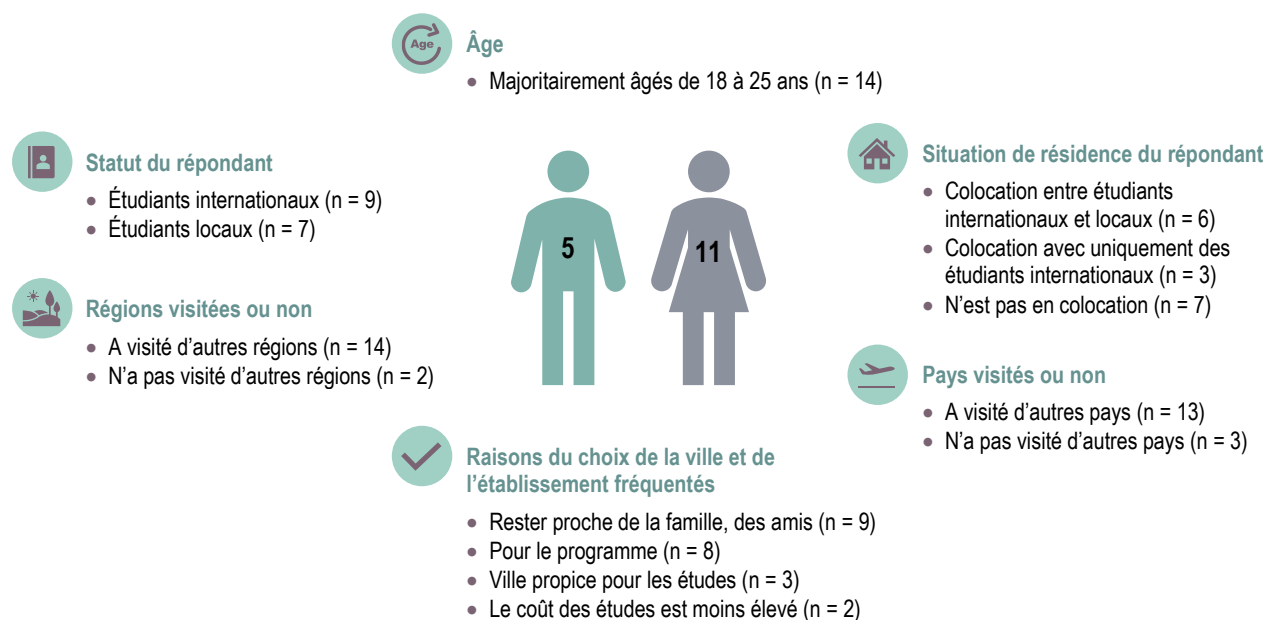 Age
Âge
• Majoritairement âgés de 18 à 25 ans (n = 14)
Statut du répondant
• Étudiants internationaux (n = 9)
• Étudiants locaux (n = 7)
Régions visitées ou non
• A visité d'autres régions (n = 14)
• N'a pas visité d'autres régions (n = 2)
5
11
Situation de résidence du répondant
• Colocation entre étudiants
internationaux et locaux (n = 6)
• Colocation avec uniquement des
étudiants internationaux (n = 3)
• N'est pas en colocation (n = 7)
Pays visités ou non
• A visité d'autres pays (n = 13)
• N'a pas visité d'autres pays (n = 3)
Raisons du choix de la ville et de
l'établissement fréquentés
• Rester proche de la famille, des amis (n = 9)
• Pour le programme (n = 8)
• Ville propice pour les études (n = 3)
• Le coût des études est moins élevé (n = 2)